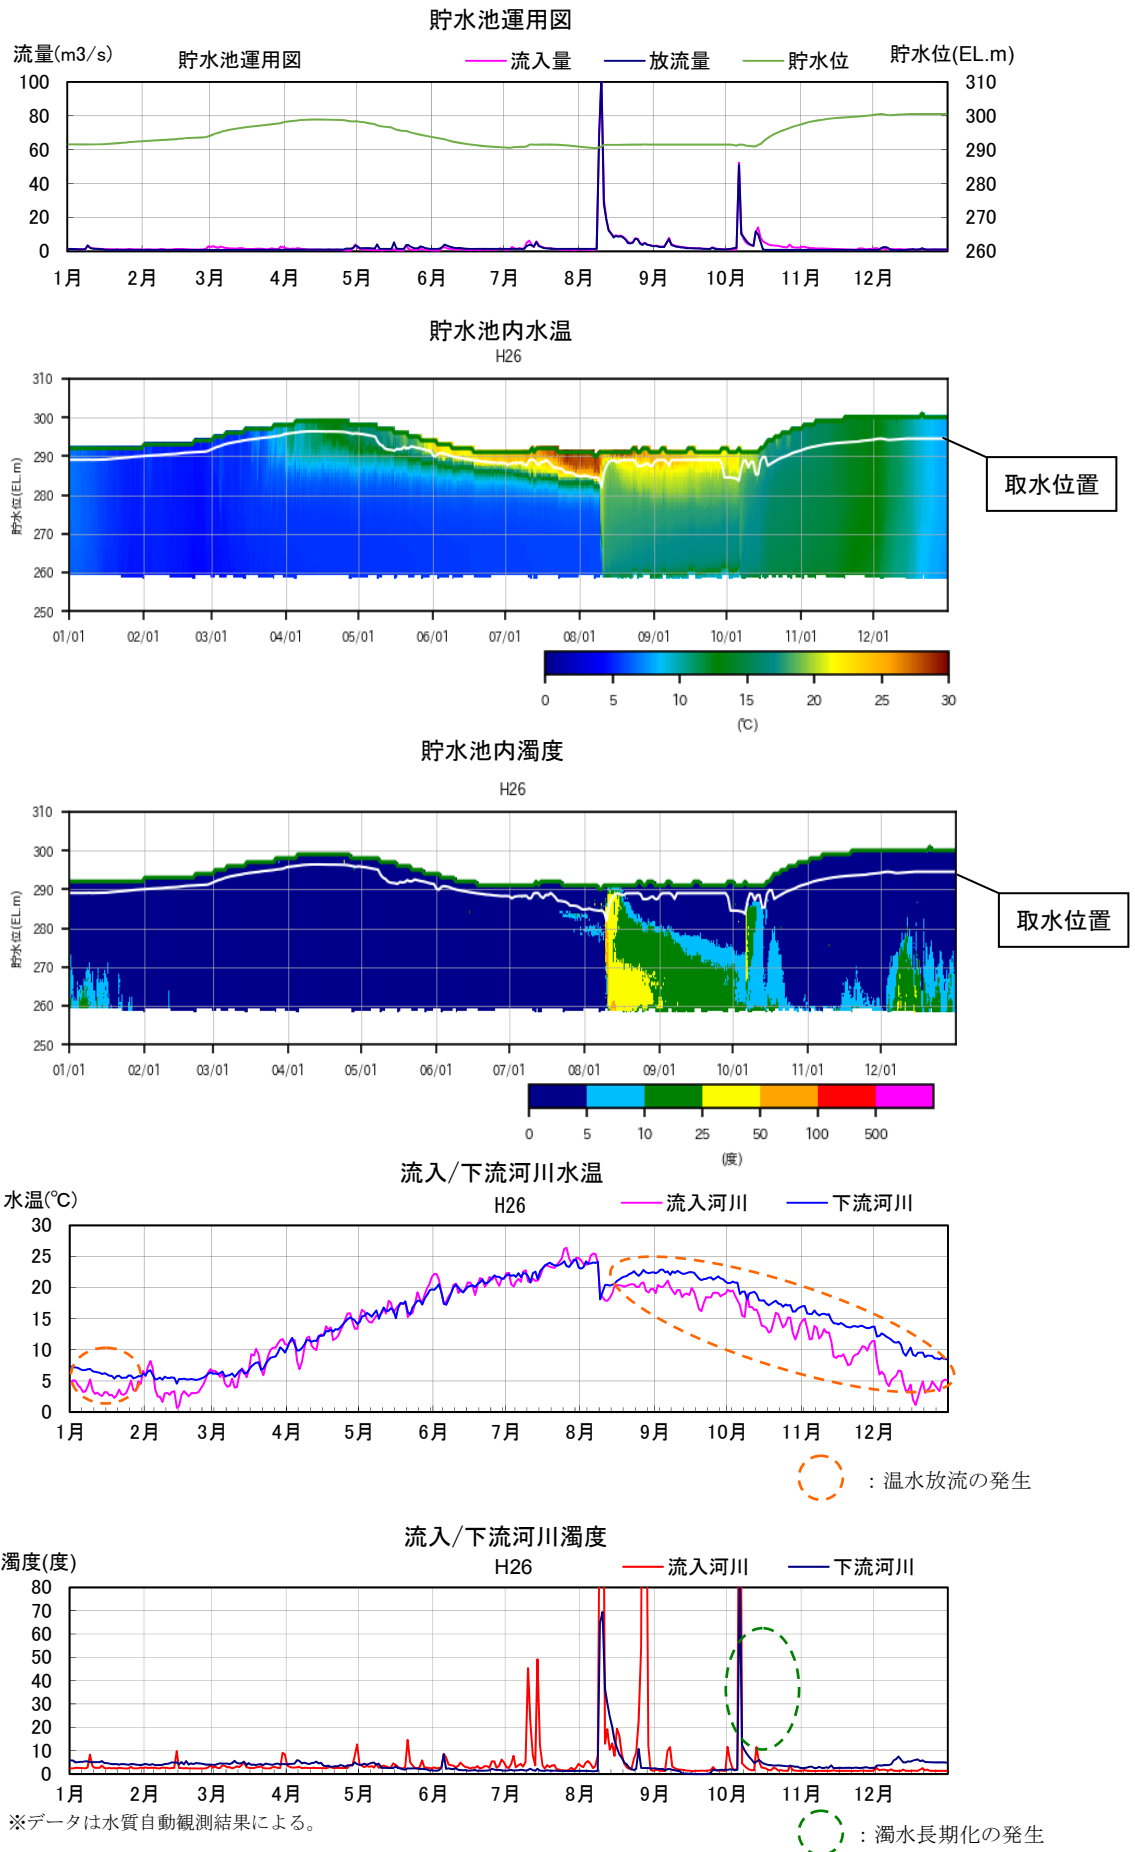 貯水池運用図
流量(m3/s)
貯水池運用図
流入量
放流量
貯水位
貯水位(EL.m)
100
80
60
40
20
0
310
300
290
280
270
260
1月 2月 3月 4月 5月 6月 7月 8月 9月 10月 11月 12月
貯水池内水温
H26
貯水位(EL.m)
310
300
290
280
270
260
250
01/01 02/01 03/01 04/01 05/01 06/01 07/01 08/01 09/01 10/01 11/01 12/01
取水位置
0 5 10 15 20 25 30
(℃)
貯水池内濁度
H26
貯水位(EL.m)
310
300
290
280
270
260
250
01/01 02/01 03/01 04/01 05/01 06/01 07/01 08/01 09/01 10/01 11/01 12/01
取水位置
0 5 10 25 50 100 500
(度)
流入/下流河川水温
水温(℃)
H26
流入河川
下流河川
30
25
20
15
10
5
0
1月 2月 3月 4月 5月 6月 7月 8月 9月 10月 11月 12月
：温水放流の発生
流入/下流河川濁度
濁度(度)
H26
流入河川
下流河川
80
70
60
50
40
30
20
10
0
1月 2月 3月 4月 5月 6月 7月 8月 9月 10月 11月 12月
※データは水質自動観測結果による。
：濁水長期化の発生